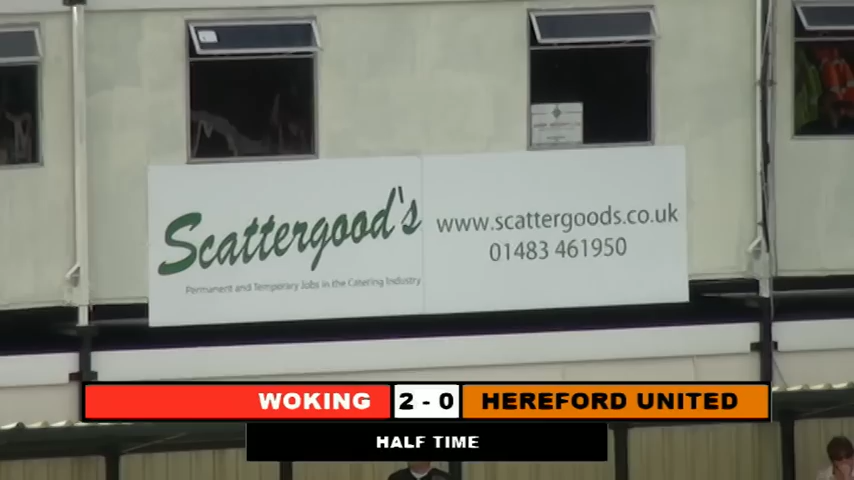 Scattergood's
Permanent and Temporary Jobs in the Catering Industry
www.scattergoods.co.uk
01483 461950
WOKING 2 - 0 HEREFORD UNITED
HALF TIME